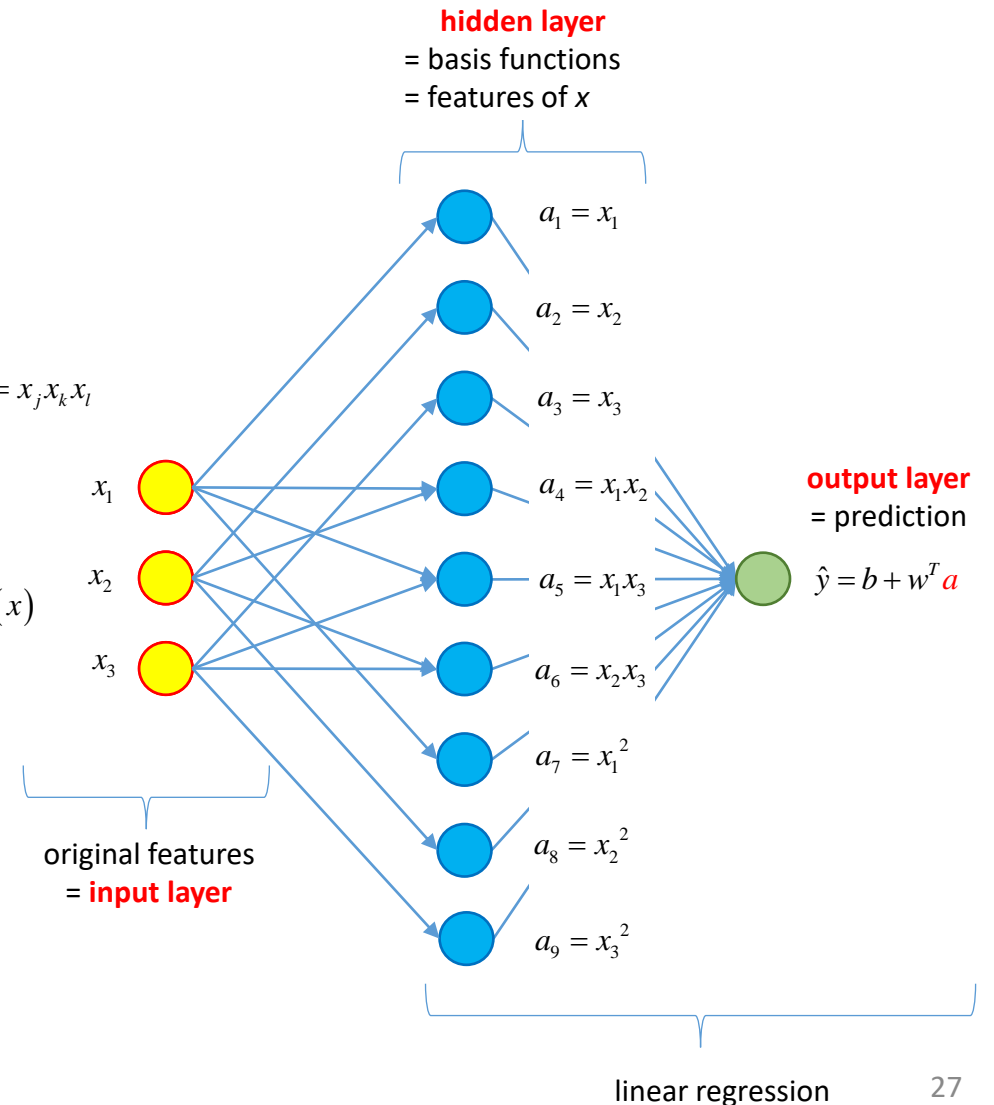 hidden layer
= basis functions
= features of x
a₁ = x₁
a₂ = x₂
a₃ = x₃
= xⱼxₖxₗ
a₄ = x₁x₂
x₁
output layer
= prediction
a₅ = x₁x₃
x₂
ŷ = b + wᵀa
(x)
a₆ = x₂x₃
x₃
a₇ = x₁²
original features
= input layer
a₈ = x₂²
a₉ = x₃²
linear regression
27